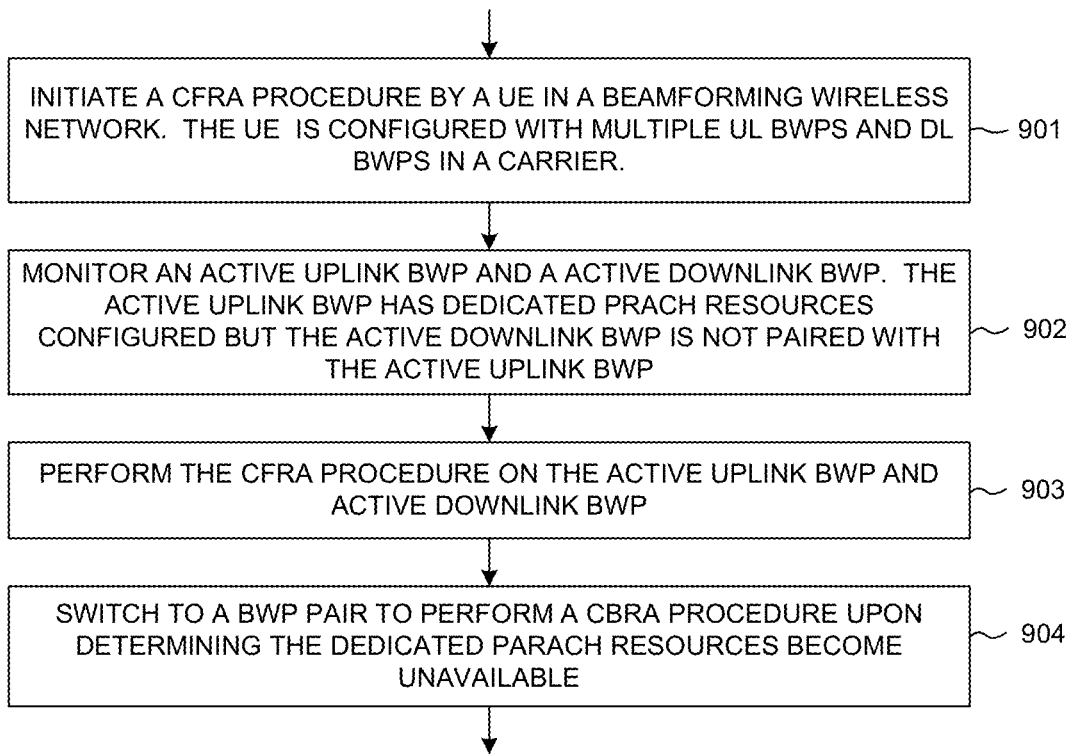 INITIATE A CFRA PROCEDURE BY A UE IN A BEAMFORMING WIRELESS
NETWORK. THE UE IS CONFIGURED WITH MULTIPLE UL BWPS AND DL
BWPS IN A CARRIER.
901
MONITOR AN ACTIVE UPLINK BWP AND A ACTIVE DOWNLINK BWP. THE
ACTIVE UPLINK BWP HAS DEDICATED PRACH RESOURCES
CONFIGURED BUT THE ACTIVE DOWNLINK BWP IS NOT PAIRED WITH
THE ACTIVE UPLINK BWP
902
PERFORM THE CFRA PROCEDURE ON THE ACTIVE UPLINK BWP AND
ACTIVE DOWNLINK BWP
903
SWITCH TO A BWP PAIR TO PERFORM A CBRA PROCEDURE UPON
DETERMINING THE DEDICATED PARACH RESOURCES BECOME
UNAVAILABLE
904